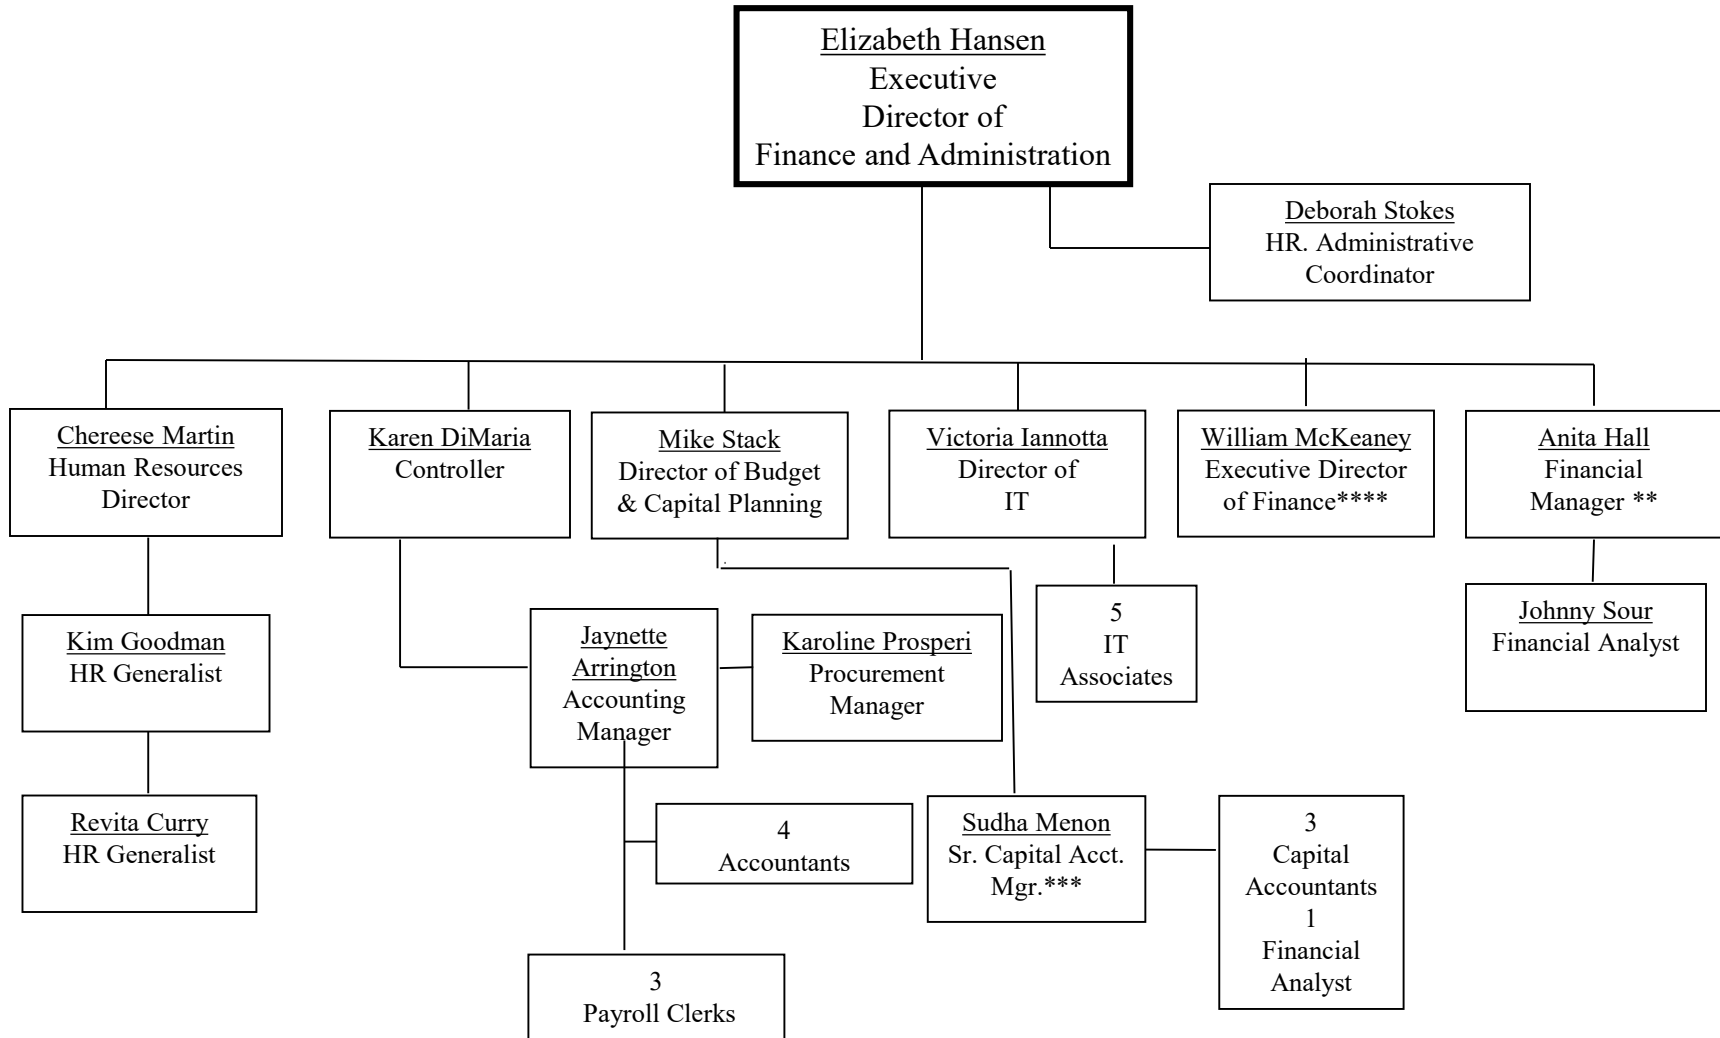 Elizabeth Hansen
Executive
Director of
Finance and Administration
Deborah Stokes
HR. Administrative
Coordinator
Chereese Martin
Human Resources
Director
Karen DiMaria
Controller
Mike Stack
Director of Budget
& Capital Planning
Victoria Iannotta
Director of
IT
William McKeaney
Executive Director
of Finance****
Anita Hall
Financial
Manager **
Kim Goodman
HR Generalist
Jaynette
Arrington
Accounting
Manager
Karoline Prosperi
Procurement
Manager
5
IT
Associates
Johnny Sour
Financial Analyst
Revita Curry
HR Generalist
4
Accountants
Sudha Menon
Sr. Capital Acct.
Mgr.***
3
Capital
Accountants
1
Financial
Analyst
3
Payroll Clerks